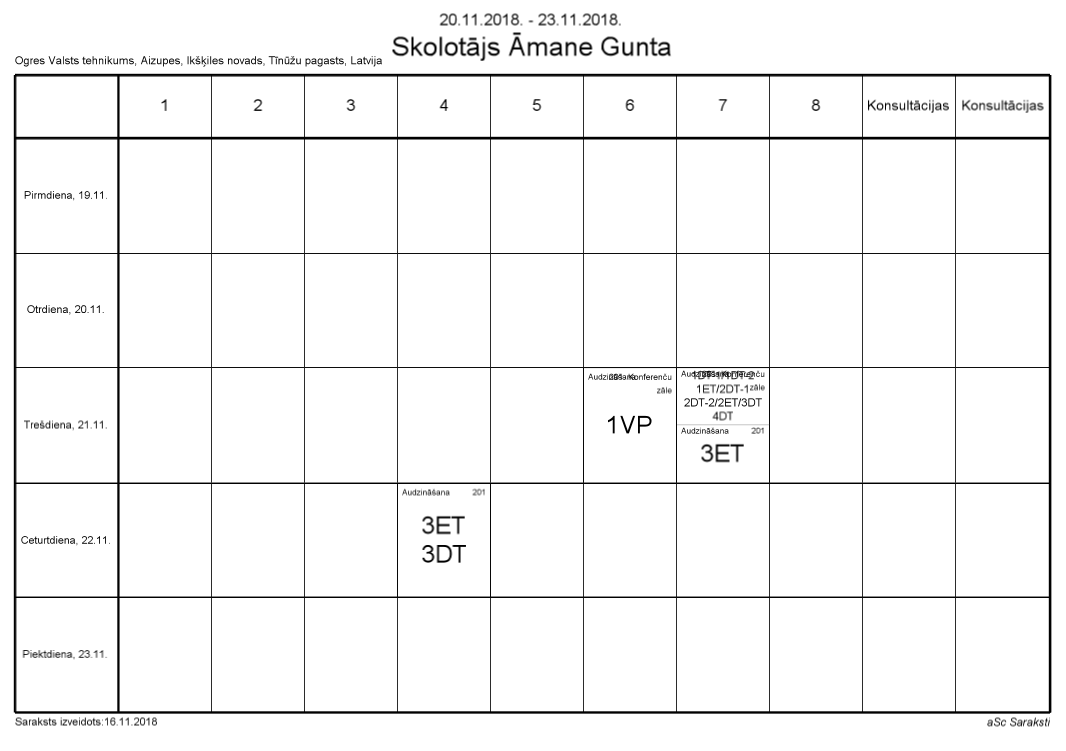 20.11.2018. - 23.11.2018.
Skolotājs Āmane Gunta
Ogres Valsts tehnikums, Aizupes, Ikšķiles novads, Tīnūžu pagasts, Latvija
1 2 3 4 5 6 7 8 Konsultācijas Konsultācijas
Pirmdiena, 19.11.
Otrdiena, 20.11.
Trešdiena, 21.11.
Audzināšana Konferenču
zāle
1VP
zāle
1ET/2DT-1
2DT-2/2ET/3DT
4DT
Audzināšana 201
3ET
Ceturtdiena, 22.11.
Audzināšana 201
3ET
3DT
Piektdiena, 23.11.
Saraksts izveidots:16.11.2018
aSc Saraksti